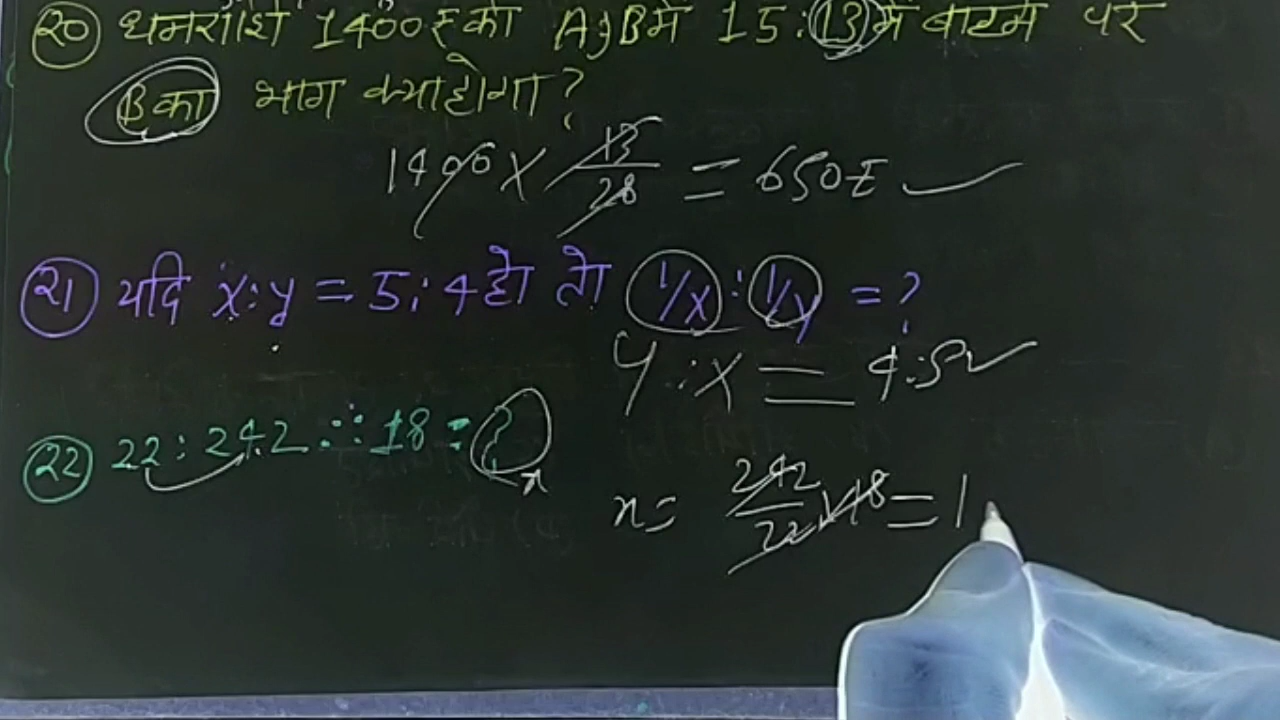 20 धनराशि 1400₹ को A,B में 15:13 में बाटने पर
B का भाग क्या होगा?
1400 × 13/28 = 650₹
21 यदि x:y = 5:4 हो तो 1/x : 1/y = ?
y : x = 4:5
22 22 : 242 :: 18 : ?
x
x = 242/22 × 18 = 1